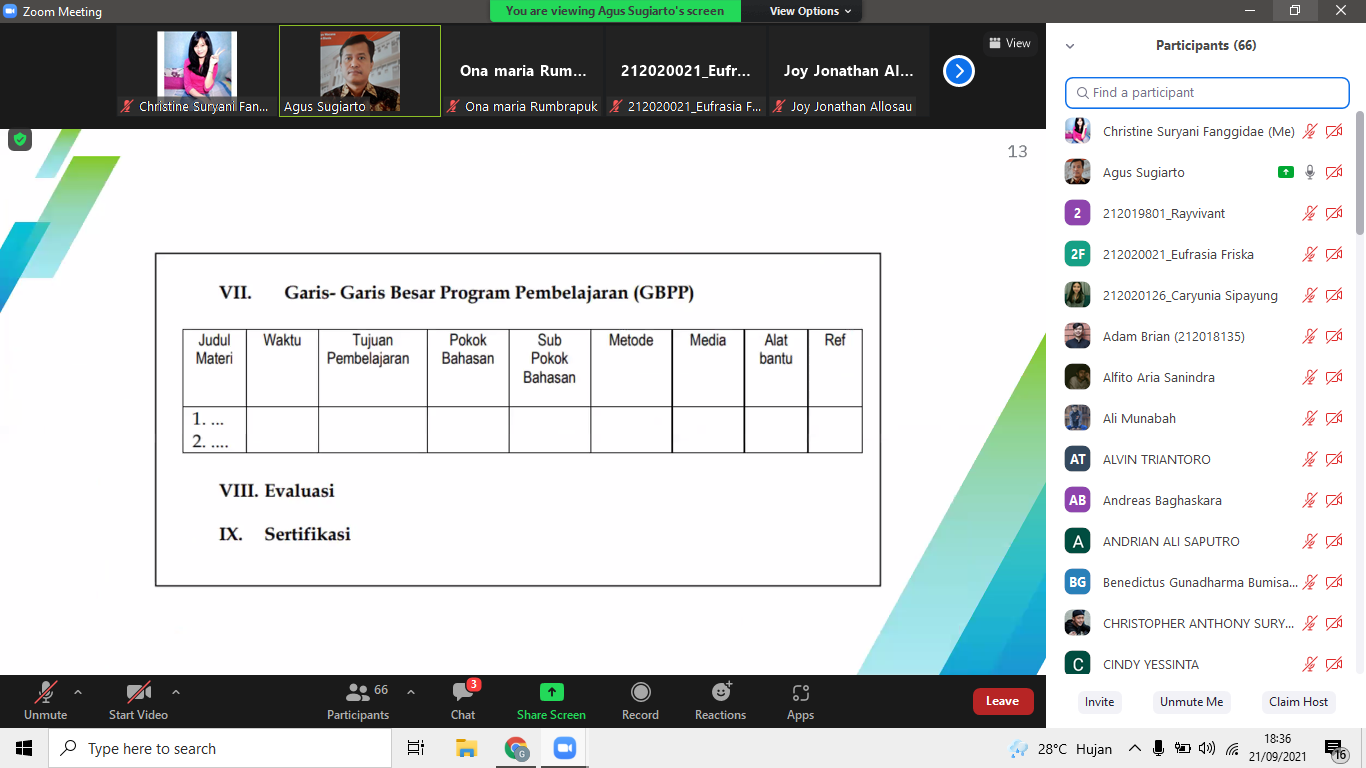 Zoom Meeting
You are viewing Agus Sugiarto's screen
View Options
Christine Suryani Fan...
Agus Sugiarto
Ona maria Rum...
Ona maria Rumbrapuk
212020021_Eufr...
212020021_Eufrasia F...
Joy Jonathan Al...
Joy Jonathan Allosau
View
13
VII. Garis- Garis Besar Program Pembelajaran (GBPP)
Judul Materi
Waktu
Tujuan Pembelajaran
Pokok Bahasan
Sub Pokok Bahasan
Metode
Media
Alat bantu
Ref
1. ...
2. ....
VIII. Evaluasi
IX. Sertifikasi
Participants (66)
Find a participant
Christine Suryani Fanggidae (Me)
Agus Sugiarto
2 212019801_Rayvivant
2F 212020021_Eufrasia Friska
212020126_Caryunia Sipayung
Adam Brian (212018135)
Alfito Aria Sanindra
Ali Munabah
AT ALVIN TRIANTORO
AB Andreas Baghaskara
A ANDRIAN ALI SAPUTRO
BG Benedictus Gunadharma Bumisa...
CHRISTOPHER ANTHONY SURY...
C CINDY YESSINTA
Invite
Unmute Me
Claim Host
Unmute
Start Video
66
Participants
3
Chat
Share Screen
Record
Reactions
Apps
Leave
Type here to search
G
28°C Hujan
18:36
21/09/2021
16